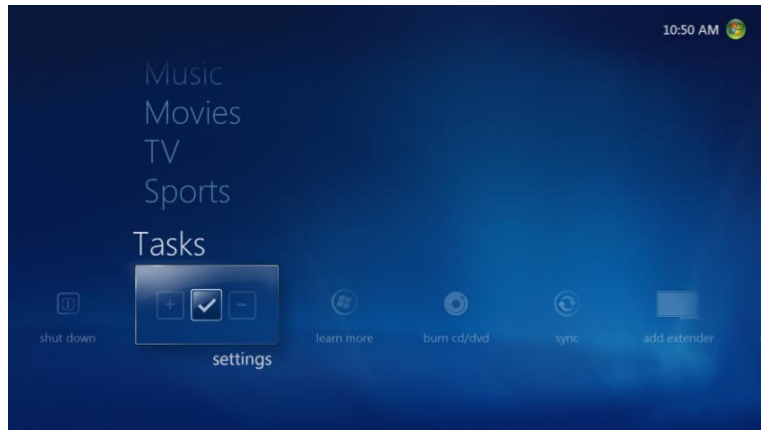 10:50 AM
Music
Movies
TV
Sports
Tasks
shut down
settings
learn more
burn cd/dvd
sync
add extender